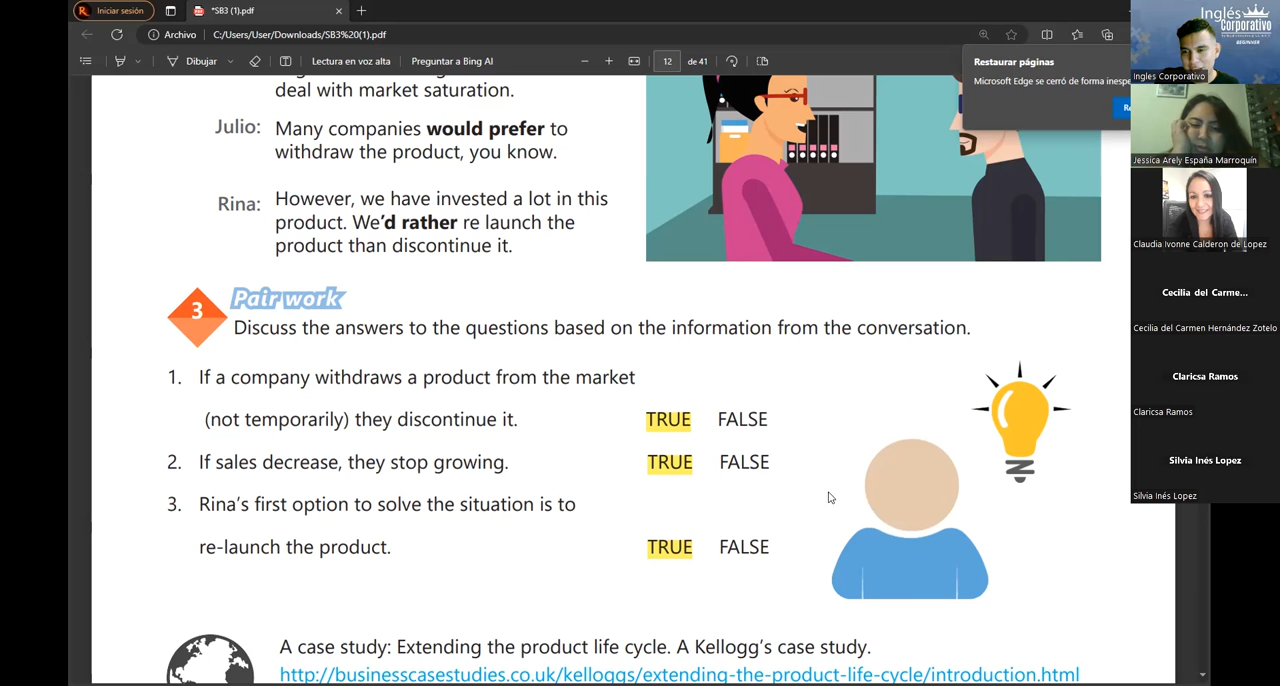 Iniciar sesión
*SB3 (1).pdf
Archivo
C:/Users/User/Downloads/SB3%20(1).pdf
Dibujar
Lectura en voz alta
Preguntar a Bing AI
12
de 41
Restaurar páginas
Microsoft Edge se cerró de forma inespe
Re
deal with market saturation.
Julio: Many companies would prefer to
withdraw the product, you know.
Rina: However, we have invested a lot in this
product. We'd rather re launch the
product than discontinue it.
3
Pair work
Discuss the answers to the questions based on the information from the conversation.
1. If a company withdraws a product from the market
(not temporarily) they discontinue it. TRUE FALSE
2. If sales decrease, they stop growing. TRUE FALSE
3. Rina's first option to solve the situation is to
re-launch the product. TRUE FALSE
A case study: Extending the product life cycle. A Kellogg's case study.
http://businesscasestudies.co.uk/kelloggs/extending-the-product-life-cycle/introduction.html
Inglés
Corporativo
BEGINNER
Ingles Corporativo
Jessica Arely España Marroquín
Claudia Ivonne Calderon de Lopez
Cecilia del Carme...
Cecilia del Carmen Hernández Zotelo
Claricsa Ramos
Claricsa Ramos
Silvia Inés Lopez
Silvia Inés Lopez